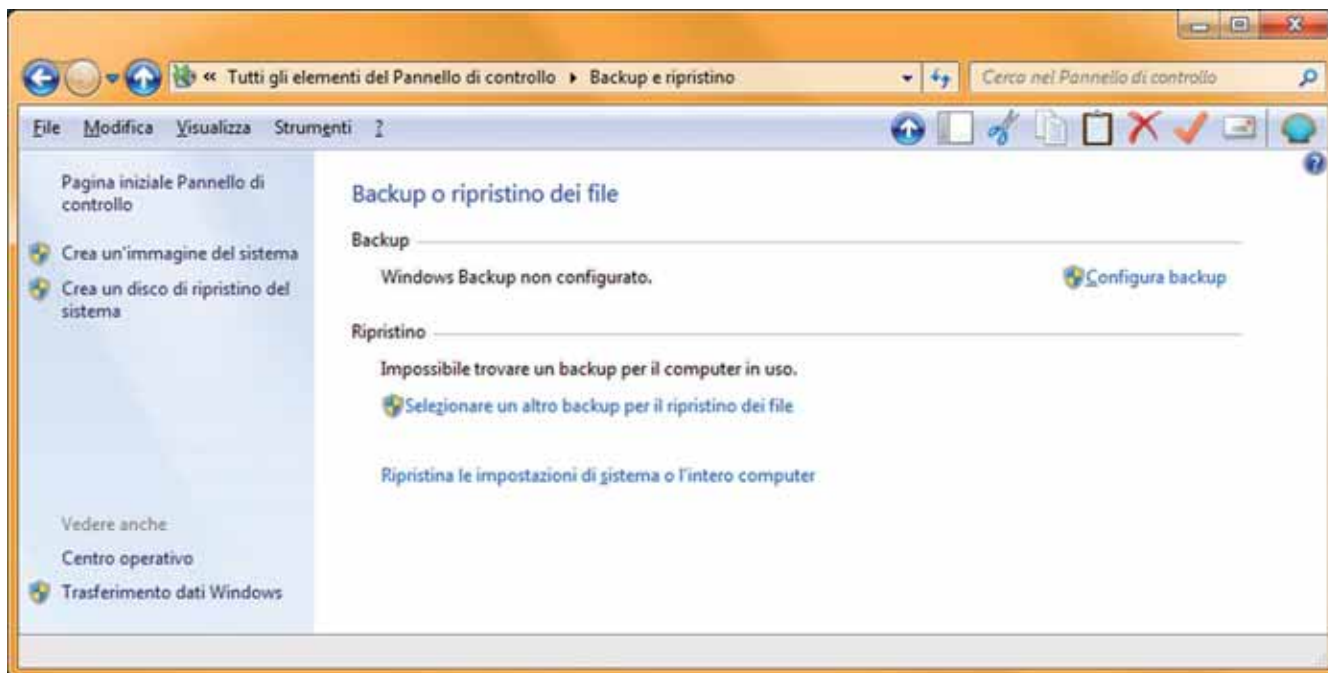 « Tutti gli elementi del Pannello di controllo ▸ Backup e ripristino
Cerca nel Pannello di controllo
File Modifica Visualizza Strumenti ?
Pagina iniziale Pannello di
controllo
Crea un'immagine del sistema
Crea un disco di ripristino del
sistema
Vedere anche
Centro operativo
Trasferimento dati Windows
Backup o ripristino dei file
Backup
Windows Backup non configurato.
Configura backup
Ripristino
Impossibile trovare un backup per il computer in uso.
Selezionare un altro backup per il ripristino dei file
Ripristina le impostazioni di sistema o l'intero computer